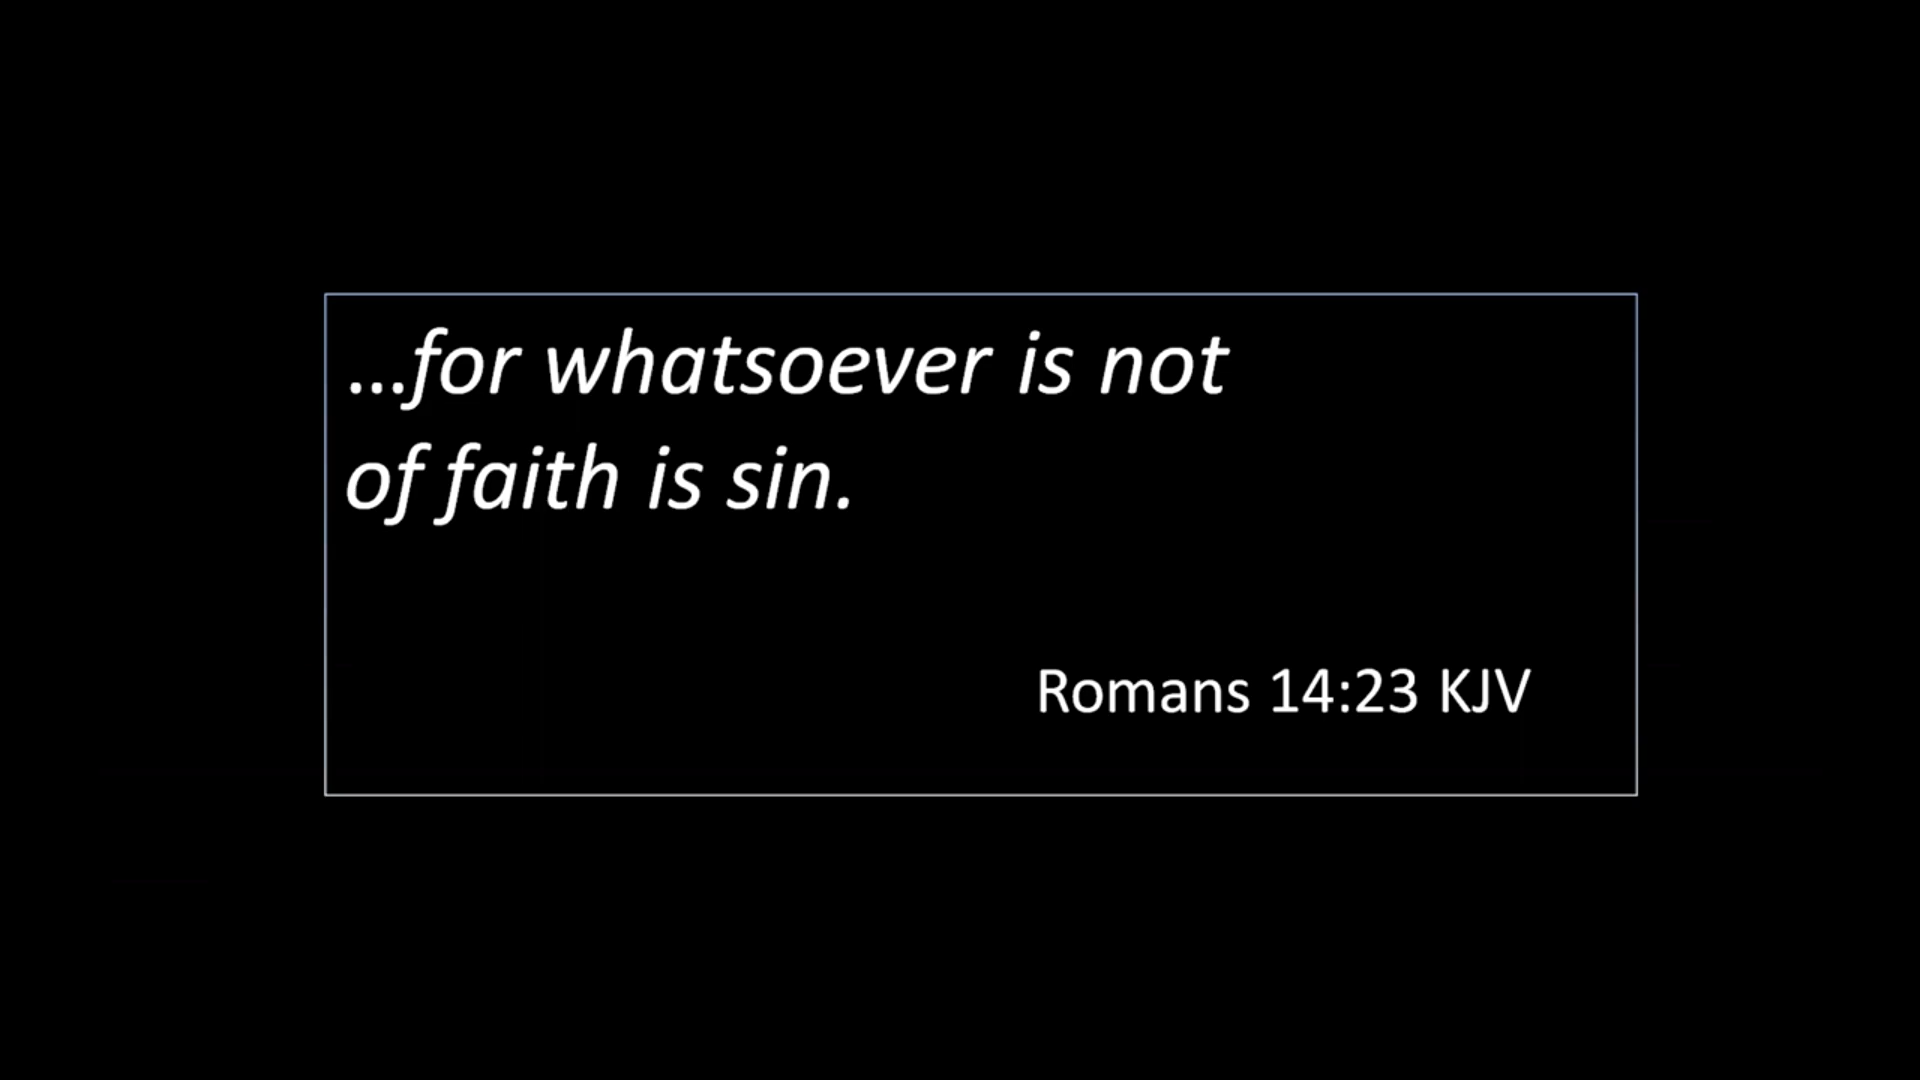 ...for whatsoever is not
of faith is sin.
Romans 14:23 KJV